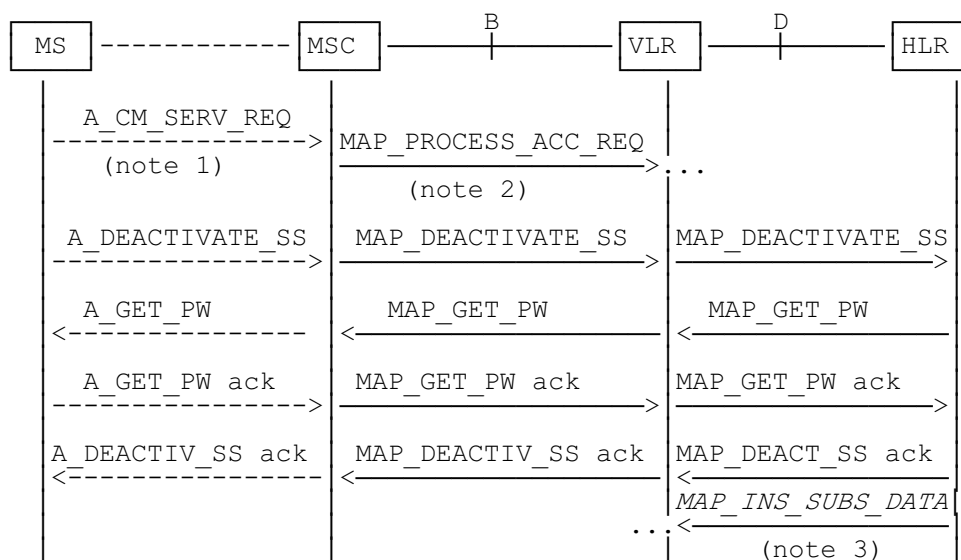 B D
MS MSC VLR HLR
A_CM_SERV_REQ
MAP_PROCESS_ACC_REQ
(note 1) ...
(note 2)
A_DEACTIVATE_SS MAP_DEACTIVATE_SS MAP_DEACTIVATE_SS
A_GET_PW MAP_GET_PW MAP_GET_PW
A_GET_PW ack MAP_GET_PW ack MAP_GET_PW ack
A_DEACTIV_SS ack MAP_DEACTIV_SS ack MAP_DEACT_SS ack
MAP_INS_SUBS_DATA
...
(note 3)